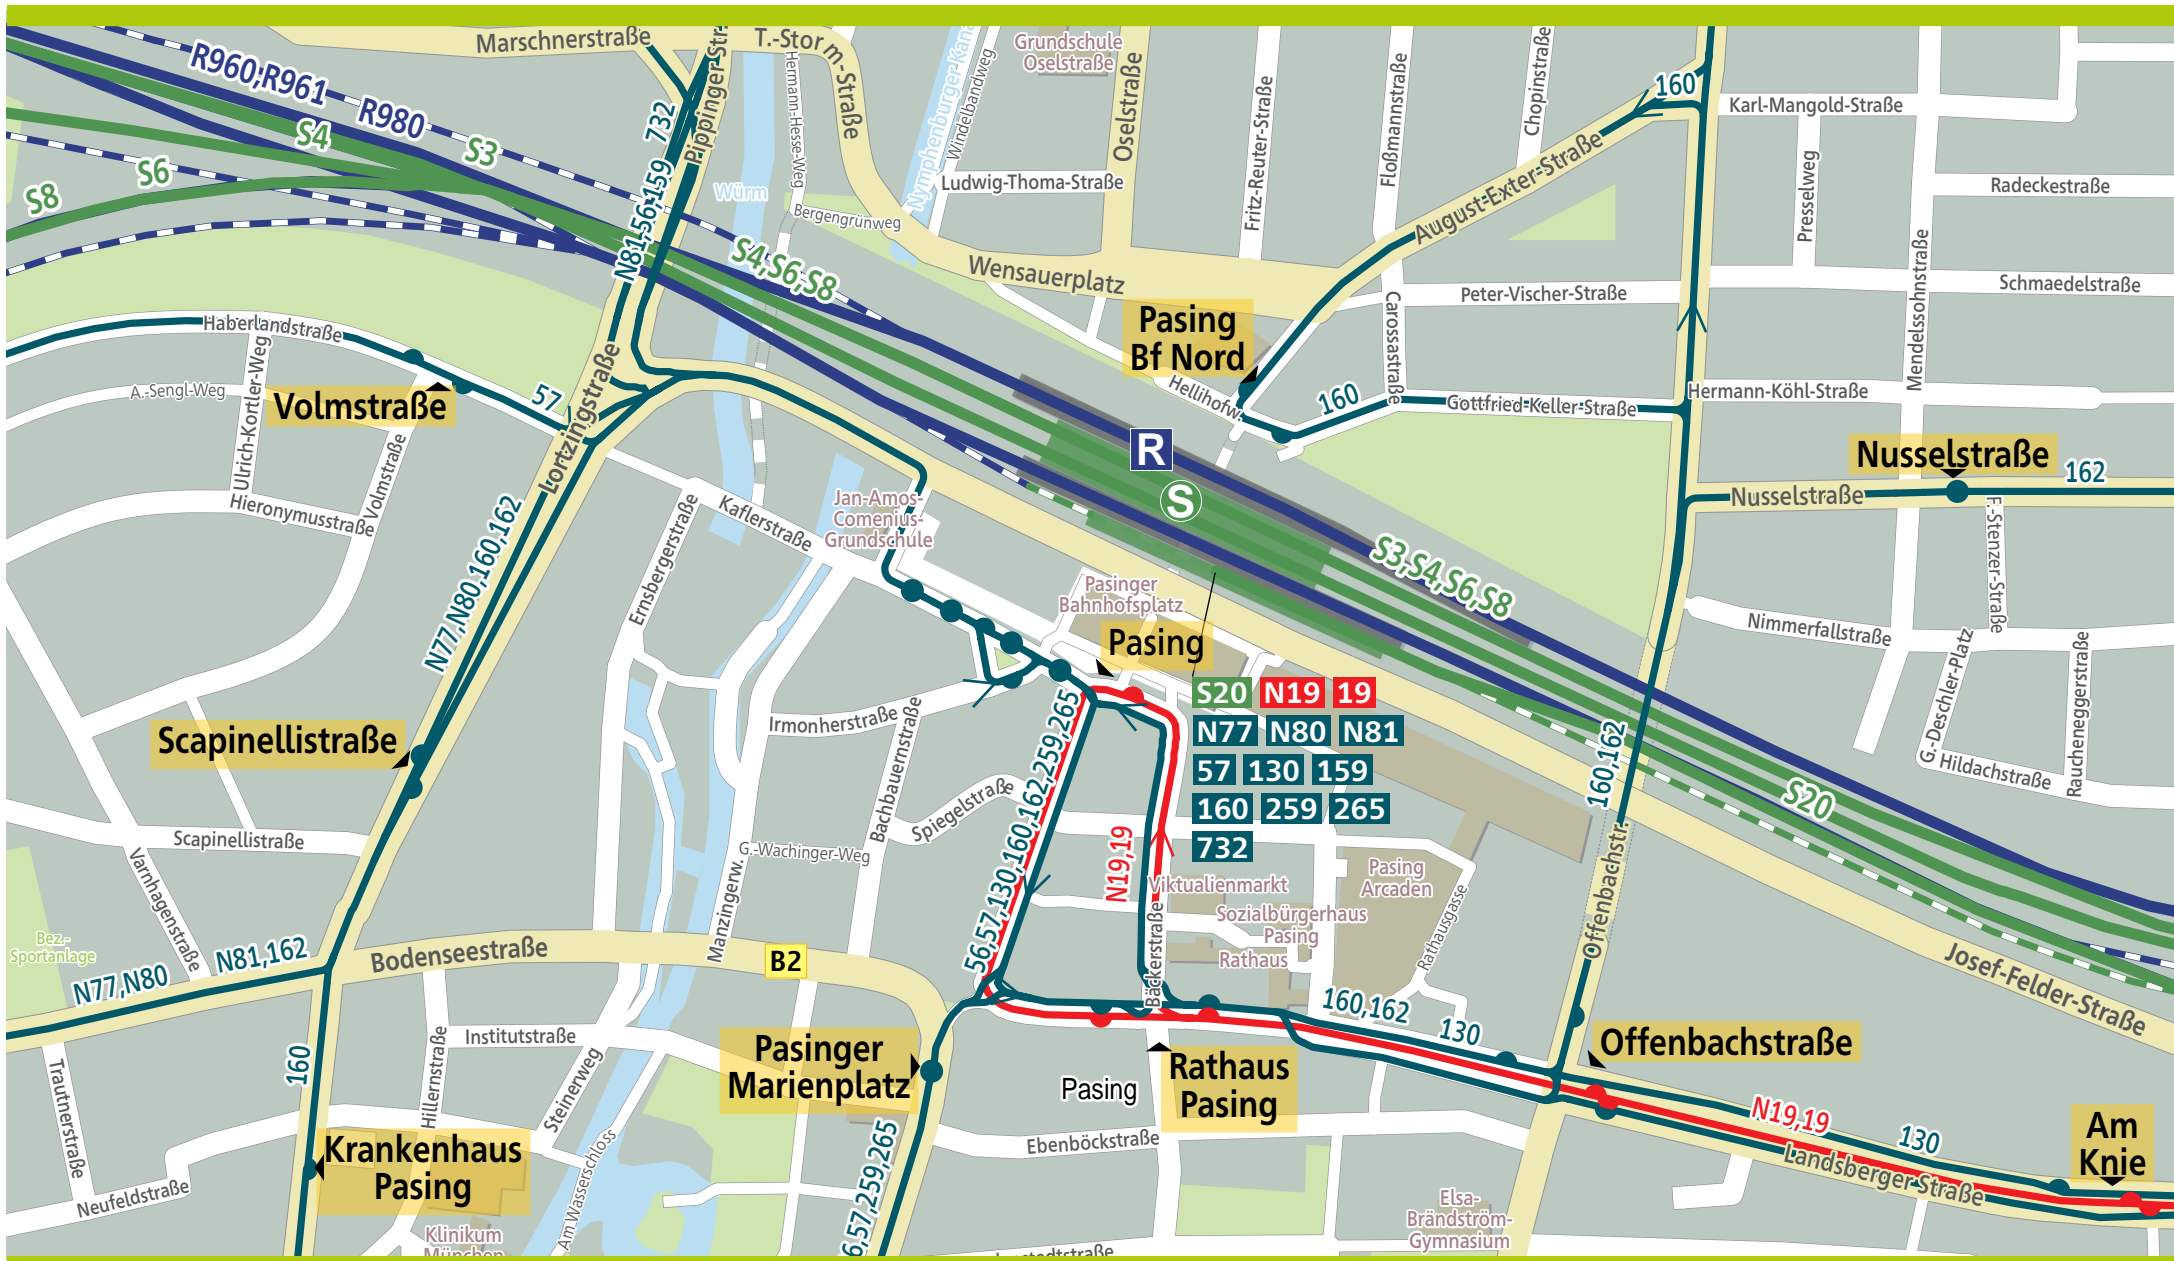 Marschnerstraße
T.-Storm-Straße
Pippinger Str.
Hermann-Hesse-Weg
Nymphenburger-Kanal
Windelbandweg
Grundschule
Oselstraße
Oselstraße
Fritz-Reuter-Straße
Floßmannstraße
Chopinstraße
160
Karl-Mangold-Straße
R960;R961
R980
732
S4
S3
S6
S8
N81,56,159
Würm
Bergengrünweg
Ludwig-Thoma-Straße
August-Exter-Straße
Presselweg
Radeckestraße
Mendelssohnstraße
S4,S6,S8
Wensauerplatz
Peter-Vischer-Straße
Schmaedelstraße
Haberlandstraße
A.-Sengl-Weg
Ulrich-Kortler-Weg
Volmstraße
Volmstraße
57
Lortzingstraße
Pasing
Bf Nord
Hellihofw.
Carossastraße
160
Gottfried-Keller-Straße
Hermann-Köhl-Straße
R
S
Nusselstraße
162
Nusselstraße
F.-Stenzer-Straße
Hieronymusstraße
N77,N80,160,162
Kaflerstraße
Ernsbergerstraße
Jan-Amos-
Comenius-
Grundschule
Pasinger
Bahnhofsplatz
Pasing
S3,S4,S6,S8
Nimmerfallstraße
G.-Deschler-Platz
Raucheneggerstraße
G Hildachstraße
S20 N19 19
N77 N80 N81
57 130 159
160 259 265
732
Scapinellistraße
Scapinellistraße
Varnhagenstraße
Irmonherstraße
Bachbauernstraße
Spiegelstraße
G.-Wachinger-Weg
Manzingerw.
56,57,130,160,162,259,265
N19,19
160,162
S20
Offenbachstr.
Pasing
Arcaden
Rathausgasse
Viktualienmarkt
Sozialbürgerhaus
Pasing
Rathaus
Bäckerstraße
Bez.-
Sportanlage
N77,N80
N81,162
Bodenseestraße
B2
Josef-Felder-Straße
160,162
130
Offenbachstraße
Institutstraße
Hillernstraße
Steinerweg
Trautnerstraße
160
Pasinger
Marienplatz
Pasing
Rathaus
Pasing
Ebenböckstraße
N19,19
130
Landsberger Straße
Am
Knie
Krankenhaus
Pasing
Neufeldstraße
Klinikum
München
Am Wasserschloss
6,57,259,265
Elsa-
Brändström-
Gymnasium